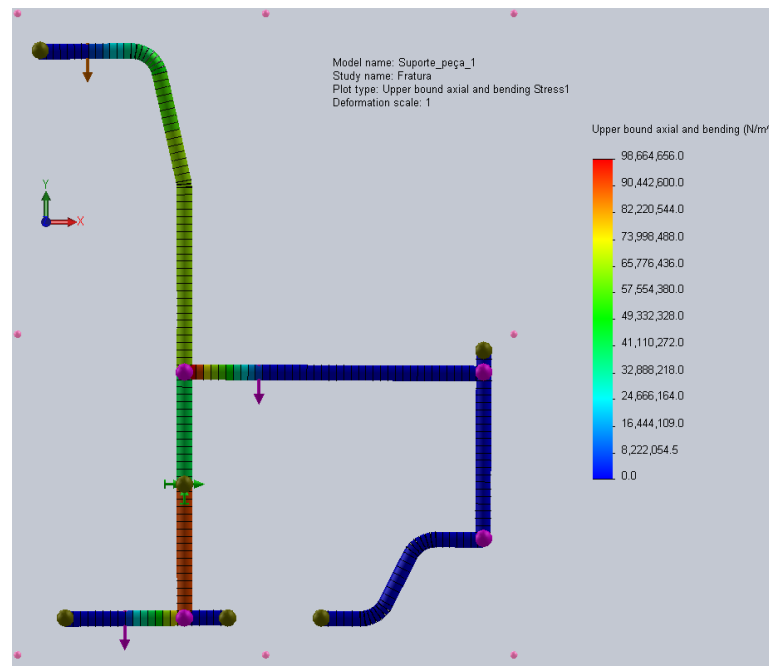 Model name: Suporte_peça_1
Study name: Fratura
Plot type: Upper bound axial and bending Stress1
Deformation scale: 1
Upper bound axial and bending (N/m^
98,664,656.0
90,442,600.0
82,220,544.0
73,998,488.0
65,776,436.0
57,554,380.0
49,332,328.0
41,110,272.0
32,888,218.0
24,666,164.0
16,444,109.0
8,222,054.5
0.0
Y
X